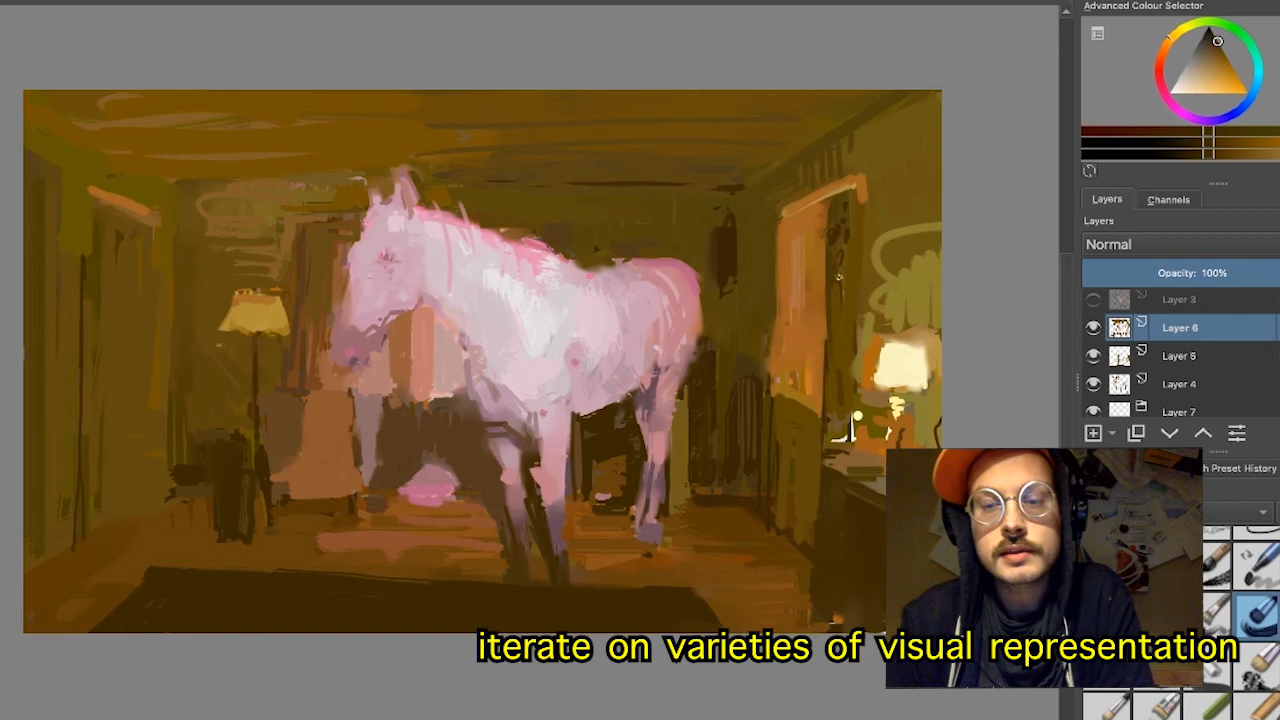 Advanced Colour Selector
Layers
Channels
Layers
Normal
Opacity: 100%
Layer 3
Layer 6
Layer 5
Layer 4
Layer 7
h Preset History
iterate on varieties of visual representation